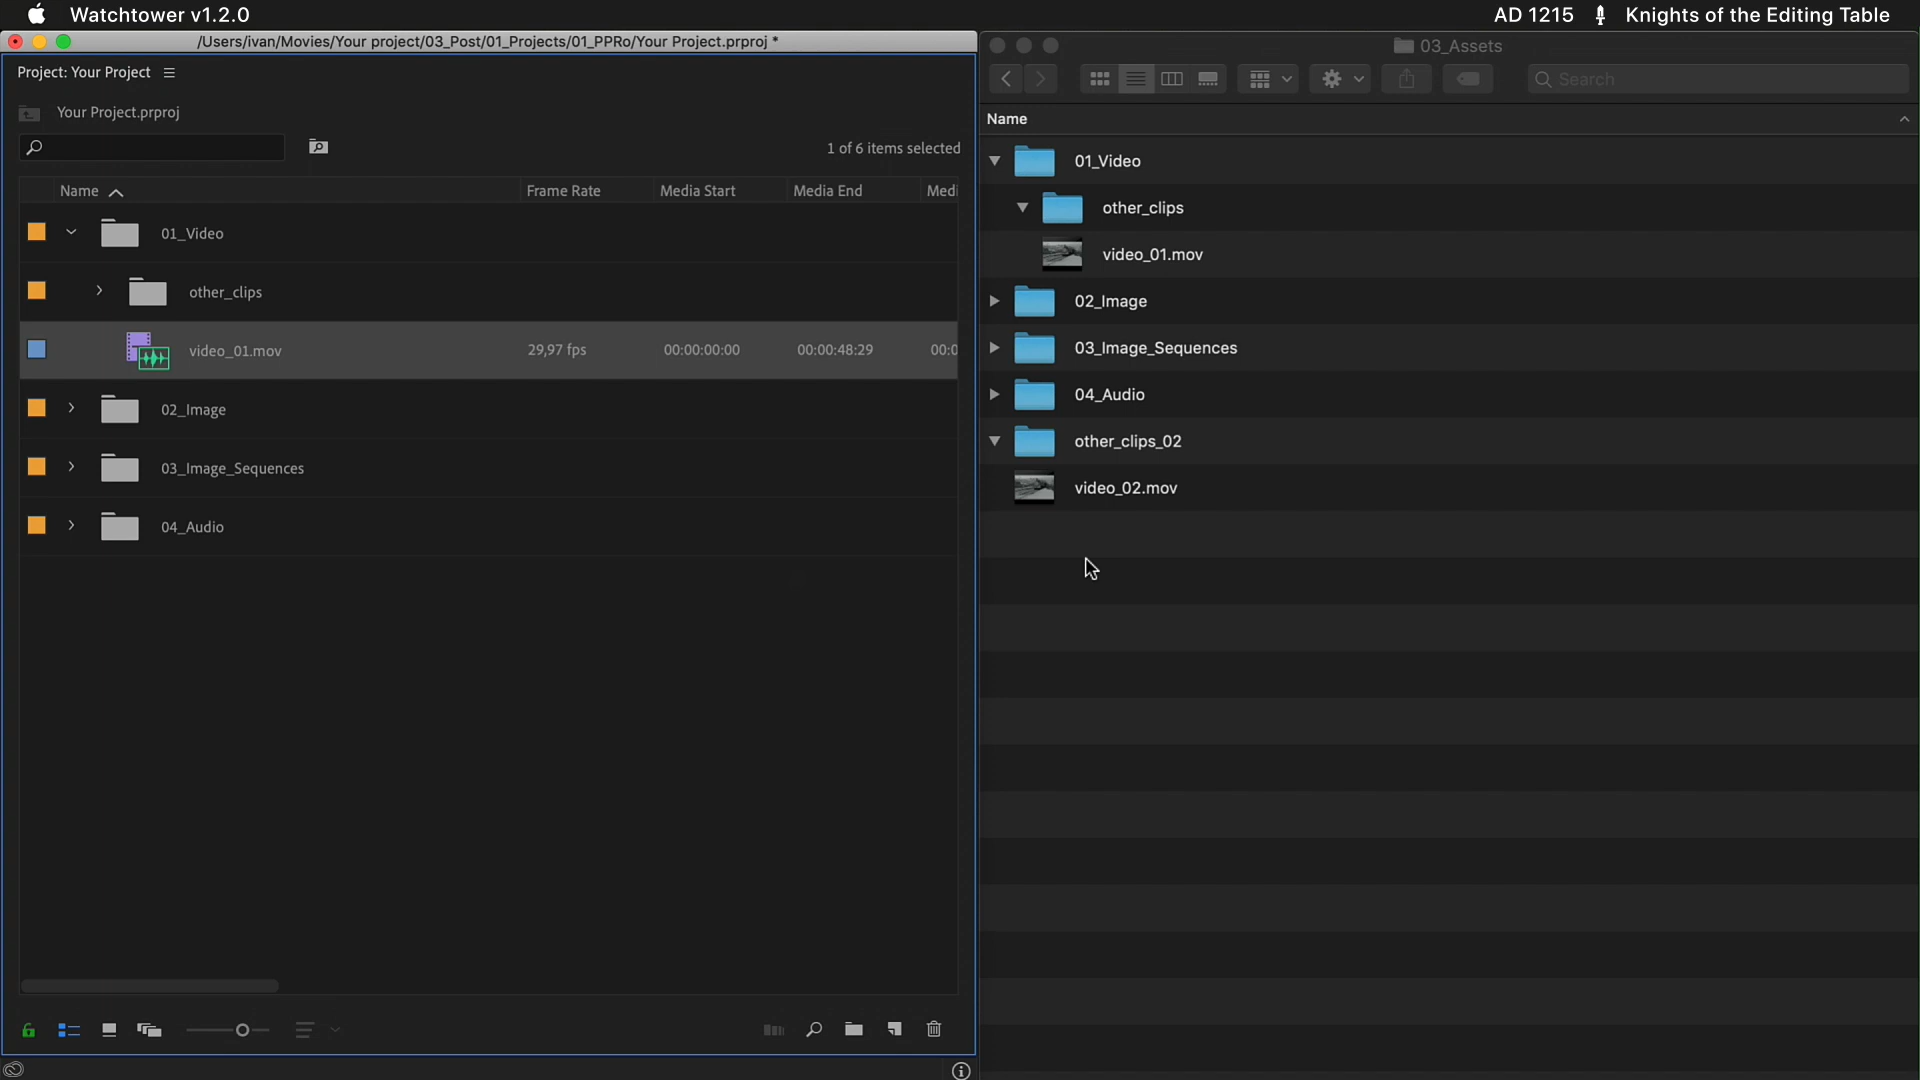 Watchtower v1.2.0
AD 1215 Knights of the Editing Table
/Users/ivan/Movies/Your project/03_Post/01_Projects/01_PPRo/Your Project.prproj *
Project: Your Project
Your Project.prproj
1 of 6 items selected
Name Frame Rate Media Start Media End Medi
01_Video
other_clips
video_01.mov 29,97 fps 00:00:00:00 00:00:48:29 00:0
02_Image
03_Image_Sequences
04_Audio
03_Assets
Search
Name
01_Video
other_clips
video_01.mov
02_Image
03_Image_Sequences
04_Audio
other_clips_02
video_02.mov